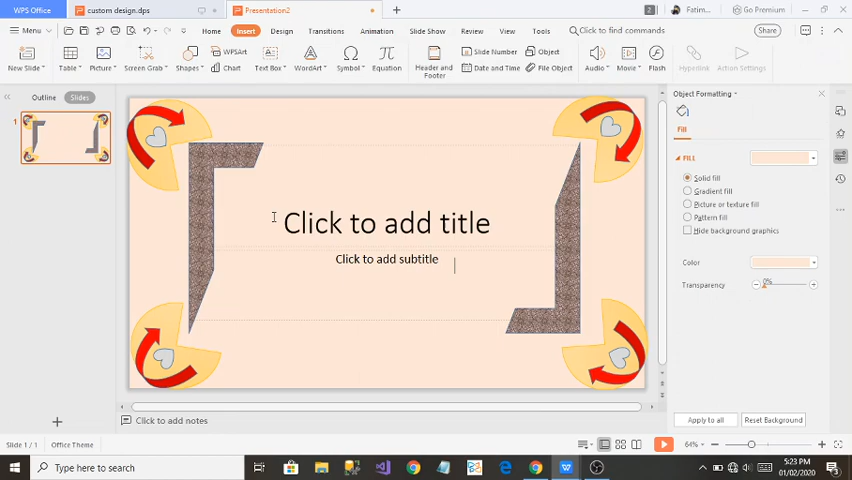 WPS Office
custom design.dps
Presentation2
2
Fatim...
Go Premium
Menu
Home
Insert
Design
Transitions
Animation
Slide Show
Review
View
Tools
Click to find commands
Share
New Slide
Table
Picture
Screen Grab
Shapes
WPSArt
Chart
Text Box
WordArt
Symbol
Equation
Header and Footer
Slide Number
Date and Time
Object
File Object
Audio
Movie
Flash
Hyperlink
Action Settings
Outline
Slides
1
Click to add title
Click to add subtitle
Object Formatting
Fill
FILL
Solid fill
Gradient fill
Picture or texture fill
Pattern fill
Hide background graphics
Color
Transparency
0%
Apply to all
Reset Background
Click to add notes
Slide 1 / 1
Office Theme
64%
Type here to search
5:23 PM
01/02/2020
3